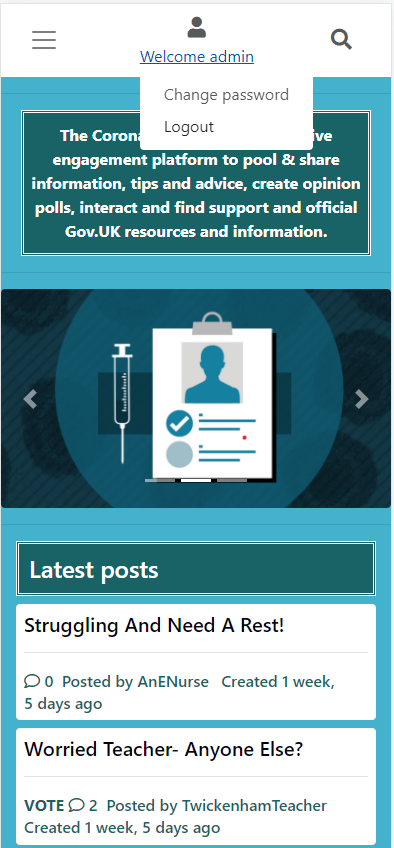 Welcome admin
Change password
Logout
The Corona ive
engagement platform to pool & share
information, tips and advice, create opinion
polls, interact and find support and official
Gov.UK resources and information.
Latest posts
Struggling And Need A Rest!
0 Posted by AnENurse Created 1 week,
5 days ago
Worried Teacher- Anyone Else?
VOTE 2 Posted by TwickenhamTeacher
Created 1 week, 5 days ago